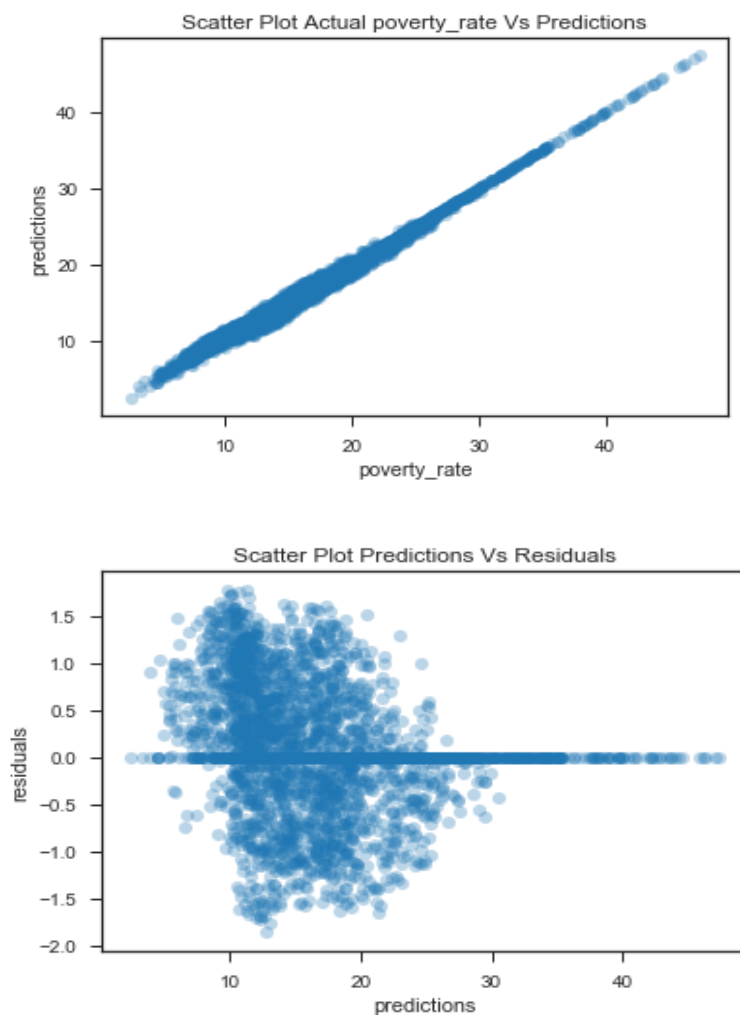 Scatter Plot Actual poverty_rate Vs Predictions
40
30
20
10
predictions
10 20 30 40
poverty_rate
Scatter Plot Predictions Vs Residuals
1.5
1.0
0.5
0.0
−0.5
−1.0
−1.5
−2.0
residuals
10 20 30 40
predictions